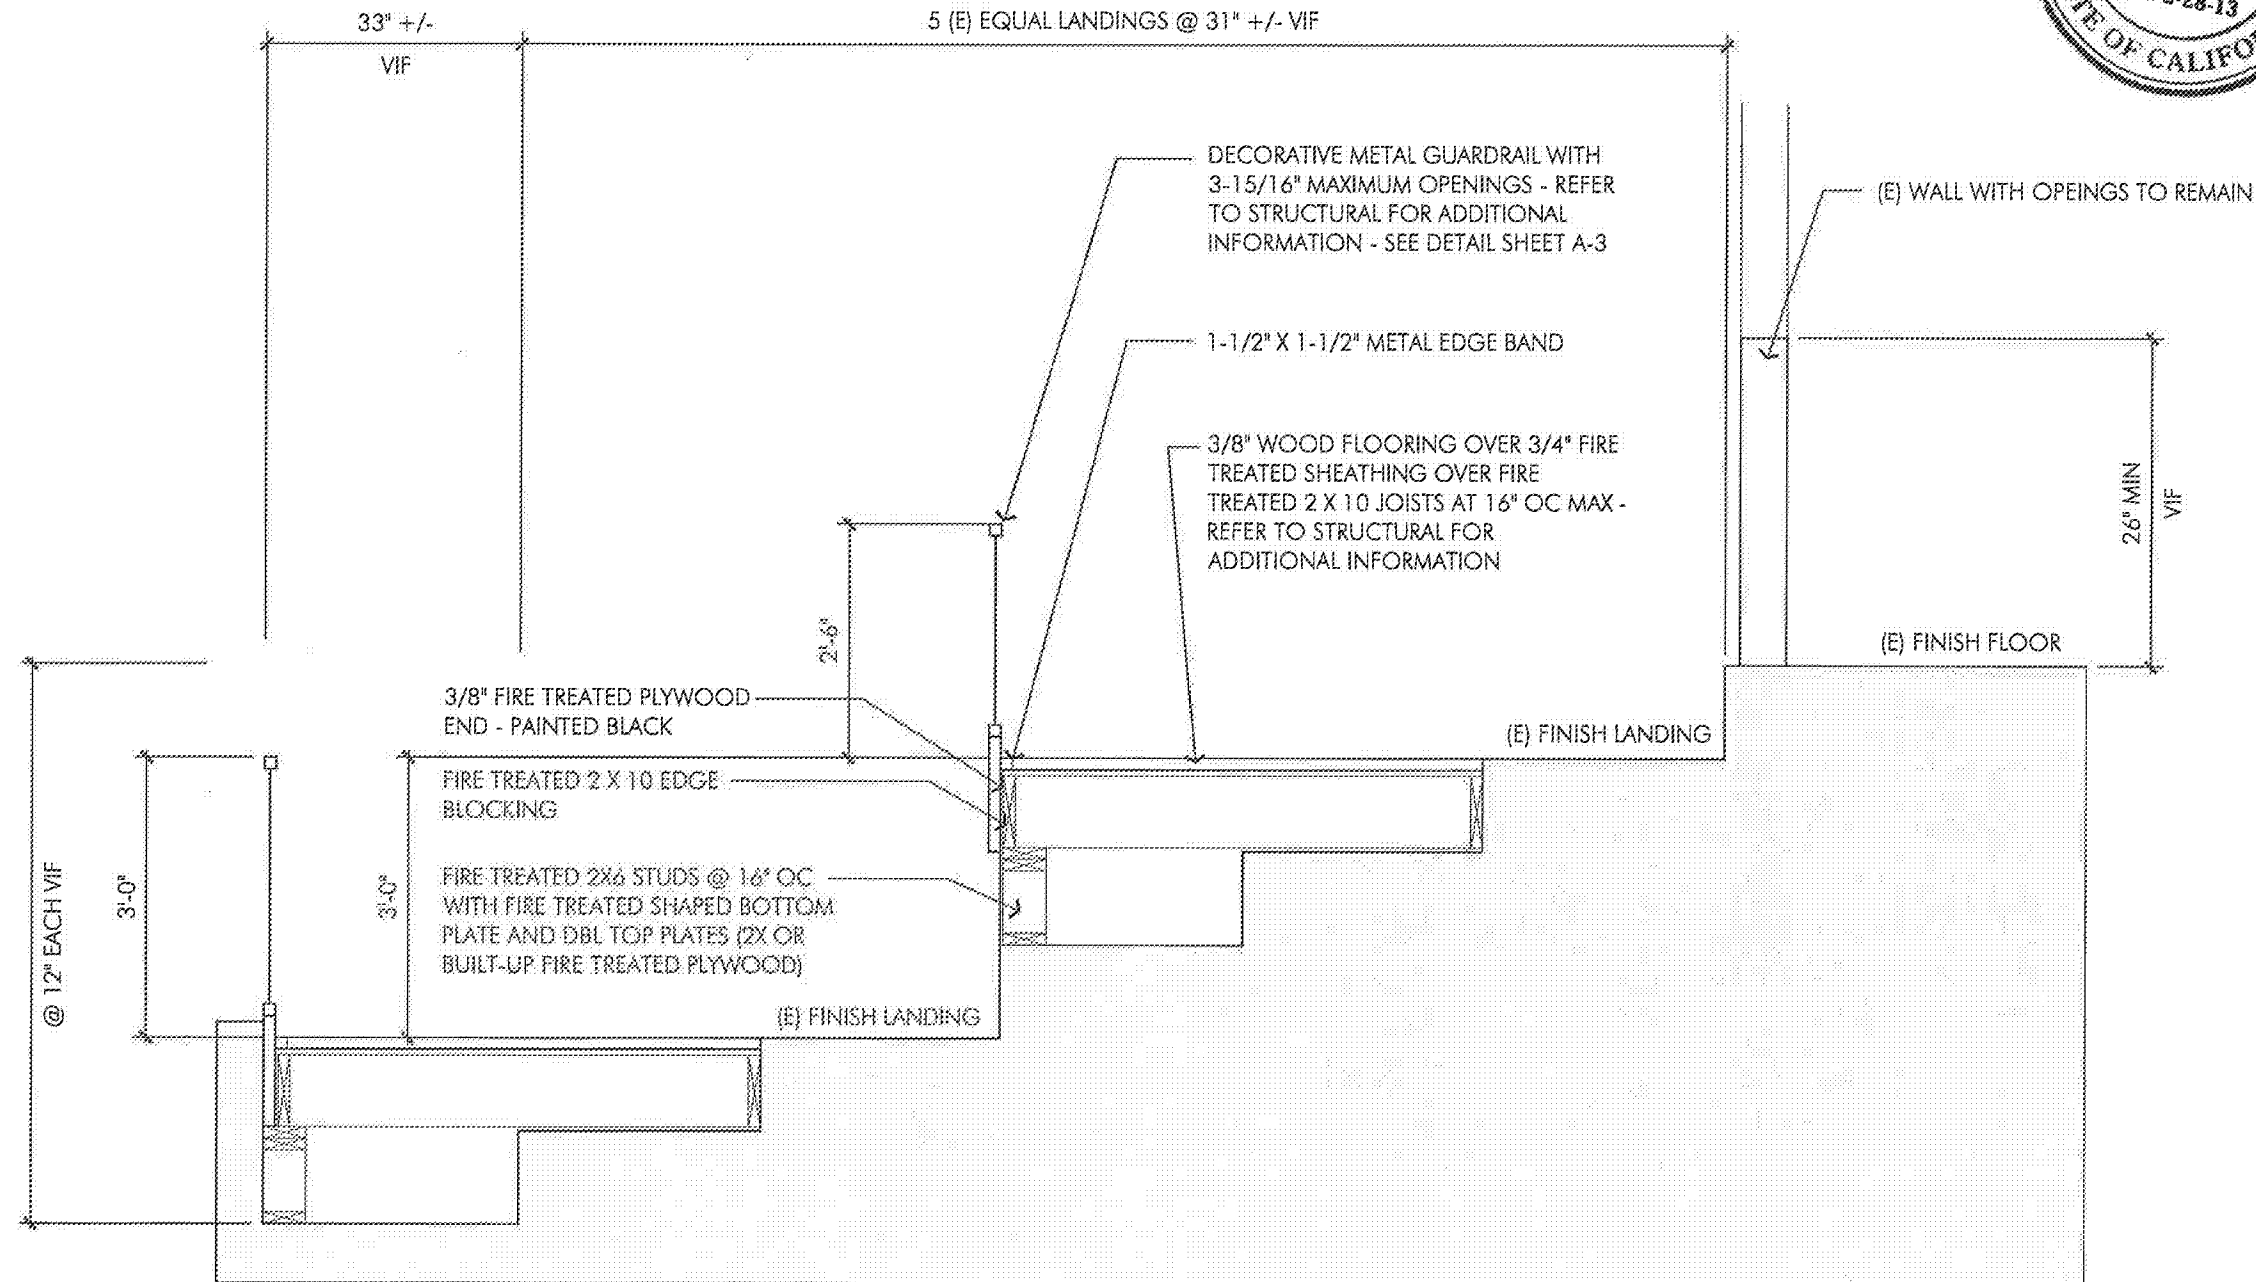 33" +/-
VIF
5 (E) EQUAL LANDINGS @ 31" +/- VIF
2-28-13
TE OF CALIFO
DECORATIVE METAL GUARDRAIL WITH
3-15/16" MAXIMUM OPENINGS - REFER
TO STRUCTURAL FOR ADDITIONAL
INFORMATION - SEE DETAIL SHEET A-3
(E) WALL WITH OPEINGS TO REMAIN
1-1/2" X 1-1/2" METAL EDGE BAND
3/8" WOOD FLOORING OVER 3/4" FIRE
TREATED SHEATHING OVER FIRE
TREATED 2 X 10 JOISTS AT 16" OC MAX -
REFER TO STRUCTURAL FOR
ADDITIONAL INFORMATION
26" MIN
VIF
2'-6"
(E) FINISH FLOOR
3/8" FIRE TREATED PLYWOOD
END - PAINTED BLACK
(E) FINISH LANDING
FIRE TREATED 2 X 10 EDGE
BLOCKING
@ 12" EACH VIF
3'-0"
3'-0"
FIRE TREATED 2X6 STUDS @ 16" OC
WITH FIRE TREATED SHAPED BOTTOM
PLATE AND DBL TOP PLATES (2X OR
BUILT-UP FIRE TREATED PLYWOOD)
(E) FINISH LANDING